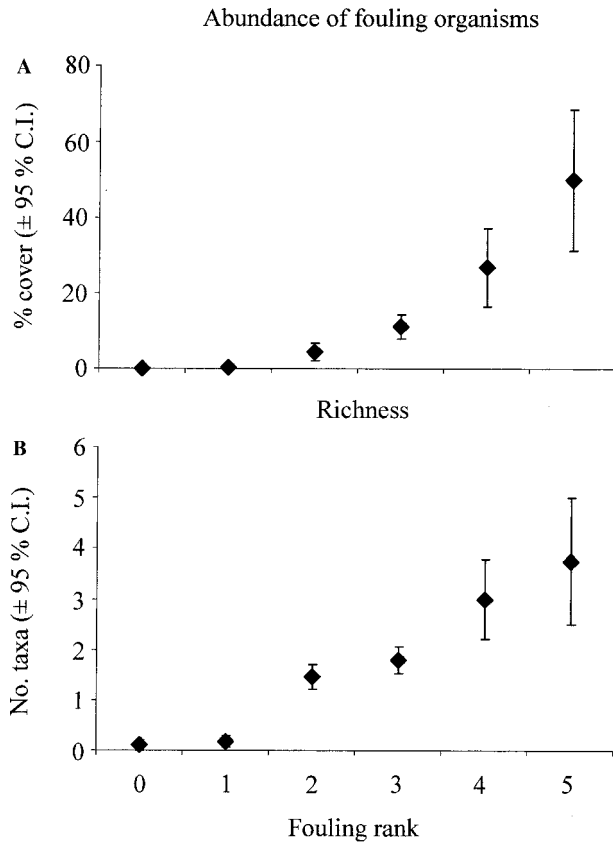 Abundance of fouling organisms
A
% cover (± 95 % C.I.)
80
60
40
20
0
Richness
B
No. taxa (± 95 % C.I.)
6
5
4
3
2
1
0
0 1 2 3 4 5
Fouling rank